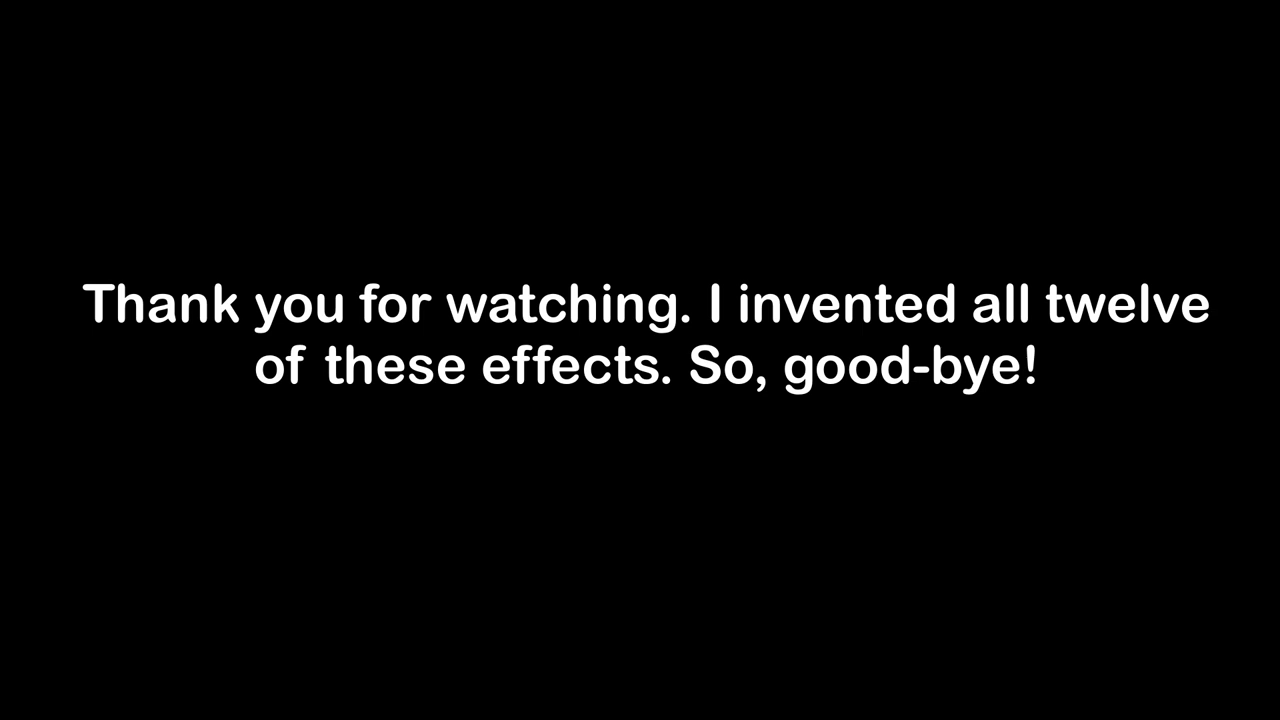 Thank you for watching. I invented all twelve
of these effects. So, good-bye!